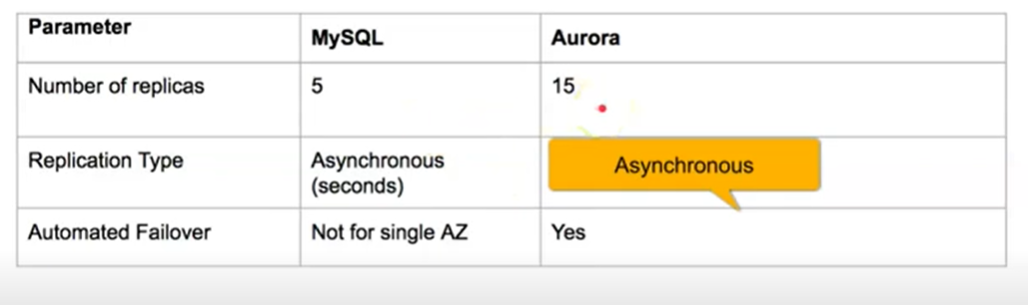 Parameter MySQL Aurora
Number of replicas 5 15
Replication Type Asynchronous Asynchronous
(seconds)
Automated Failover Not for single AZ Yes